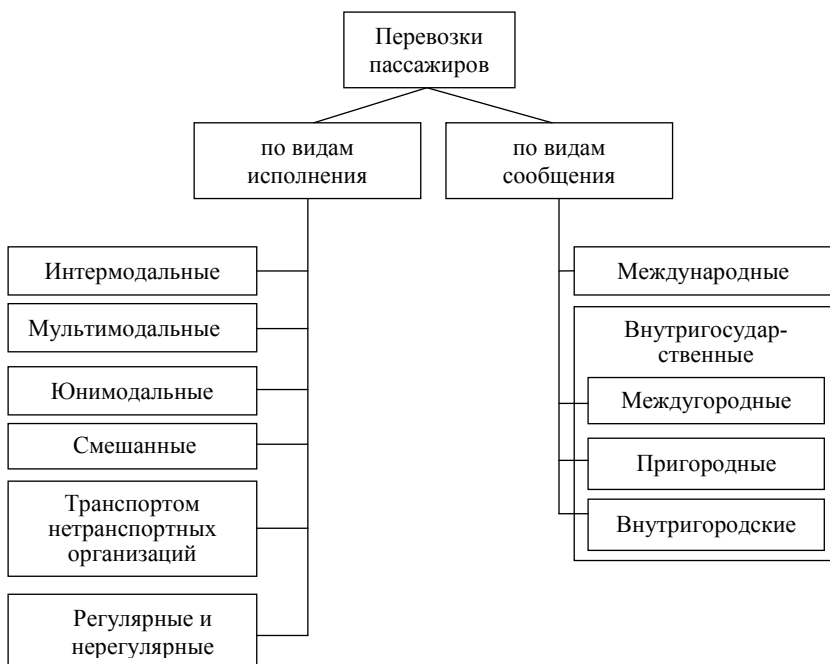 Перевозки
пассажиров
по видам
исполнения
по видам
сообщения
Интермодальные
Мультимодальные
Юнимодальные
Смешанные
Транспортом
нетранспортных
организаций
Регулярные и
нерегулярные
Международные
Внутригосудар-
ственные
Междугородные
Пригородные
Внутригородские